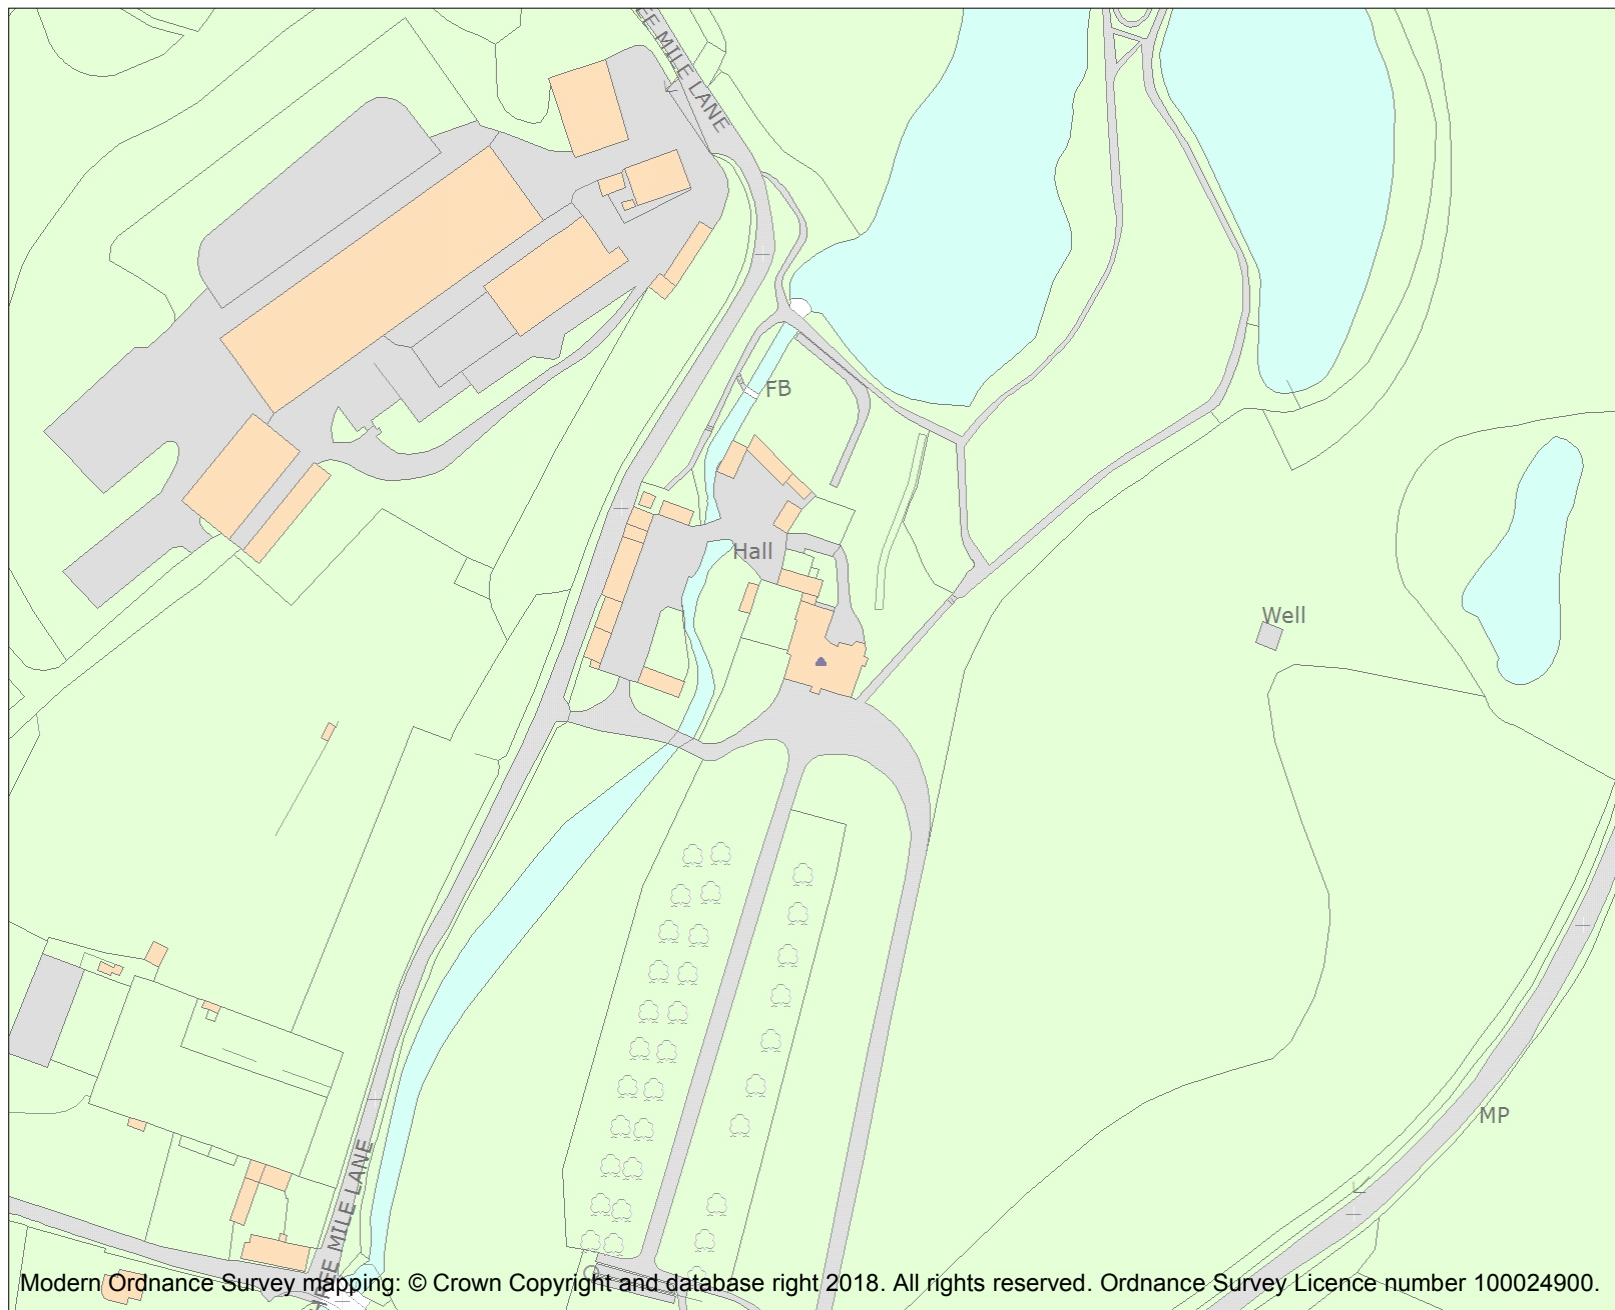 EE MILE LANE
FB
Hall
Well
MP
HREE MILE LANE
Modern Ordnance Survey mapping: © Crown Copyright and database right 2018. All rights reserved. Ordnance Survey Licence number 100024900.